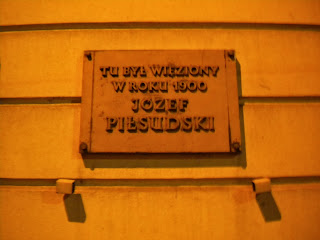 TU BYŁ WIĘZIONY
W ROKU 1900
JÓZEF
PIŁSUDSKI